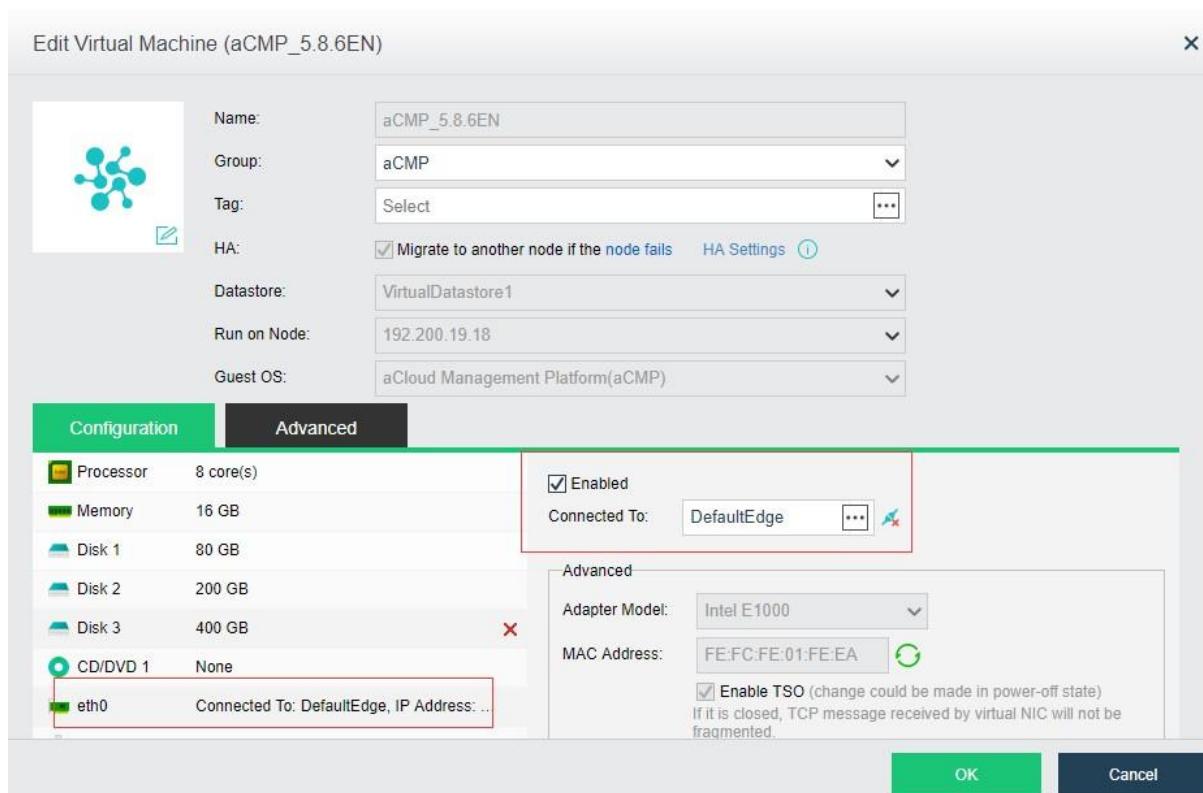 Edit Virtual Machine (aCMP_5.8.6EN)
Name: aCMP_5.8.6EN
Group: aCMP
Tag: Select
HA: Migrate to another node if the node fails HA Settings
Datastore: VirtualDatastore1
Run on Node: 192.200.19.18
Guest OS: aCloud Management Platform(aCMP)
Configuration Advanced
Processor 8 core(s)
Memory 16 GB
Disk 1 80 GB
Disk 2 200 GB
Disk 3 400 GB
CD/DVD 1 None
eth0 Connected To: DefaultEdge, IP Address: ...
Enabled
Connected To: DefaultEdge
Advanced
Adapter Model: Intel E1000
MAC Address: FE:FC:FE:01:FE:EA
Enable TSO (change could be made in power-off state)
If it is closed, TCP message received by virtual NIC will not be
fragmented.
OK Cancel